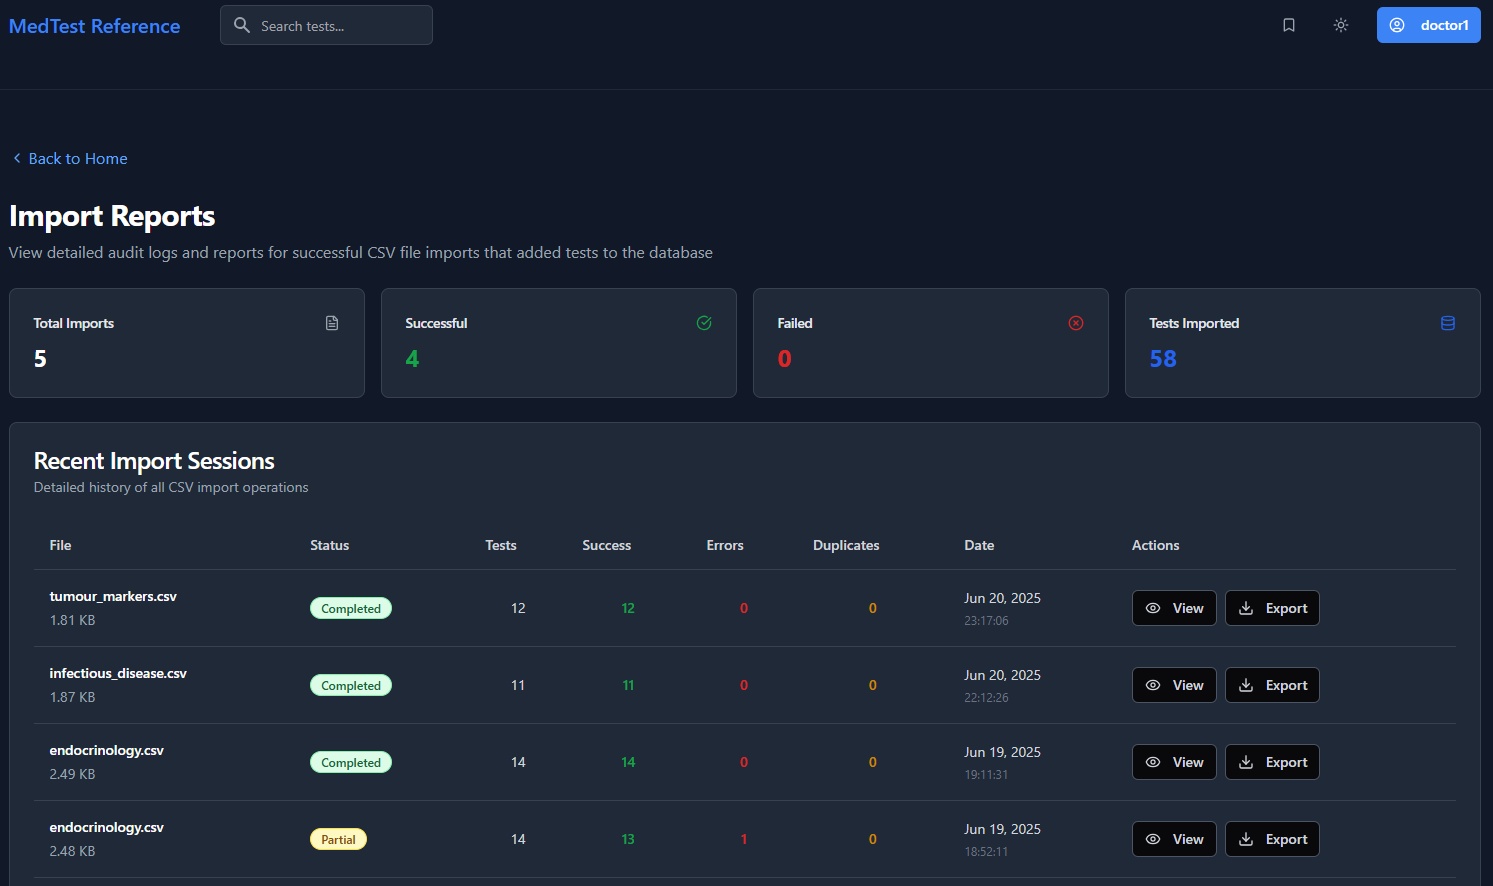 MedTest Reference
Search tests...
doctor1
Back to Home
Import Reports
View detailed audit logs and reports for successful CSV file imports that added tests to the database
Total Imports
5
Successful
4
Failed
0
Tests Imported
58
Recent Import Sessions
Detailed history of all CSV import operations
File Status Tests Success Errors Duplicates Date Actions
tumour_markers.csv
1.81 KB
Completed 12 12 0 0
Jun 20, 2025
23:17:06
View Export
infectious_disease.csv
1.87 KB
Completed 11 11 0 0
Jun 20, 2025
22:12:26
View Export
endocrinology.csv
2.49 KB
Completed 14 14 0 0
Jun 19, 2025
19:11:31
View Export
endocrinology.csv
2.48 KB
Partial 14 13 1 0
Jun 19, 2025
18:52:11
View Export